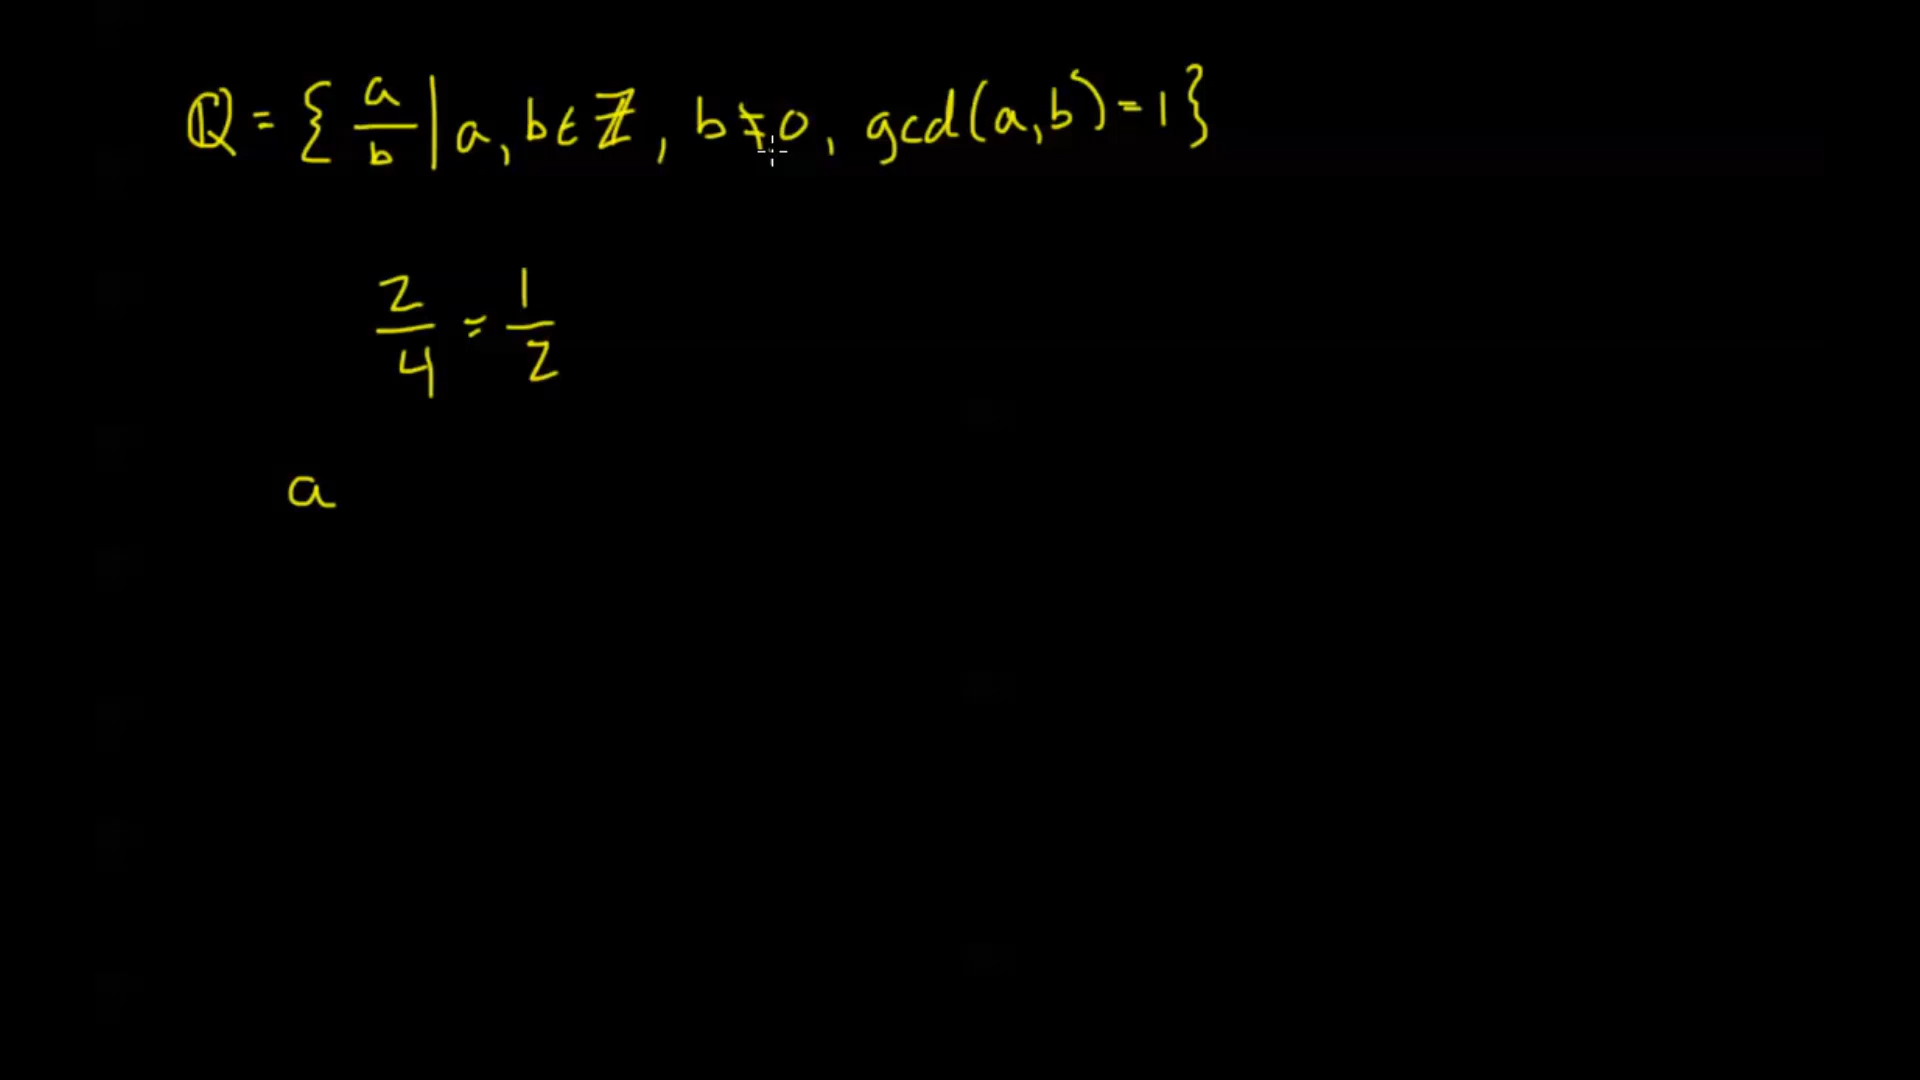 ℚ = { a/b | a, b ∈ ℤ, b ≠ 0, gcd(a,b) = 1 }
2/4 = 1/2
a